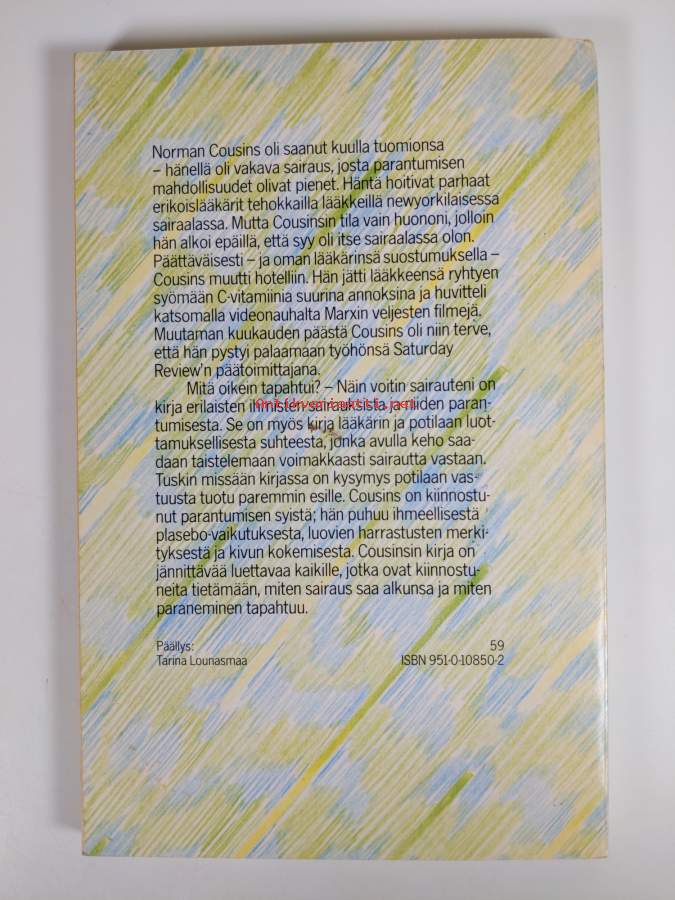 Norman Cousins oli saanut kuulla tuomionsa
– hänellä oli vakava sairaus, josta parantumisen
mahdollisuudet olivat pienet. Häntä hoitivat parhaat
erikoislääkärit tehokkailla lääkkeillä newyorkilaisessa
sairaalassa. Mutta Cousinsin tila vain huononi, jolloin
hän alkoi epäillä, että syy oli itse sairaalassa olon.
Päättäväisesti – ja oman lääkärinsä suostumuksella –
Cousins muutti hotelliin. Hän jätti lääkkeensä ryhtyen
syömään C-vitamiinia suurina annoksina ja huvitteli
katsomalla videonauhalta Marxin veljesten filmejä.
Muutaman kuukauden päästä Cousins oli niin terve,
että hän pystyi palaamaan työhönsä Saturday
Review'n päätoimittajana.
Mitä oikein tapahtui? – Näin voitin sairauteni on
kirja erilaisten ihmisten sairauksista ja niiden paran-
tumisesta. Se on myös kirja lääkärin ja potilaan luot-
tamuksellisesta suhteesta, jonka avulla keho saa-
daan taistelemaan voimakkaasti sairautta vastaan.
Tuskin missään kirjassa on kysymys potilaan vas-
tuusta tuotu paremmin esille. Cousins on kiinnostu-
nut parantumisen syistä; hän puhuu ihmeellisestä
plasebo-vaikutuksesta, luovien harrastusten merki-
tyksestä ja kivun kokemisesta. Cousinsin kirja on
jännittävää luettavaa kaikille, jotka ovat kiinnostu-
neita tietämään, miten sairaus saa alkunsa ja miten
paraneminen tapahtuu.
Päällys: 59
Tarina Lounasmaa ISBN 951-0-10850-2